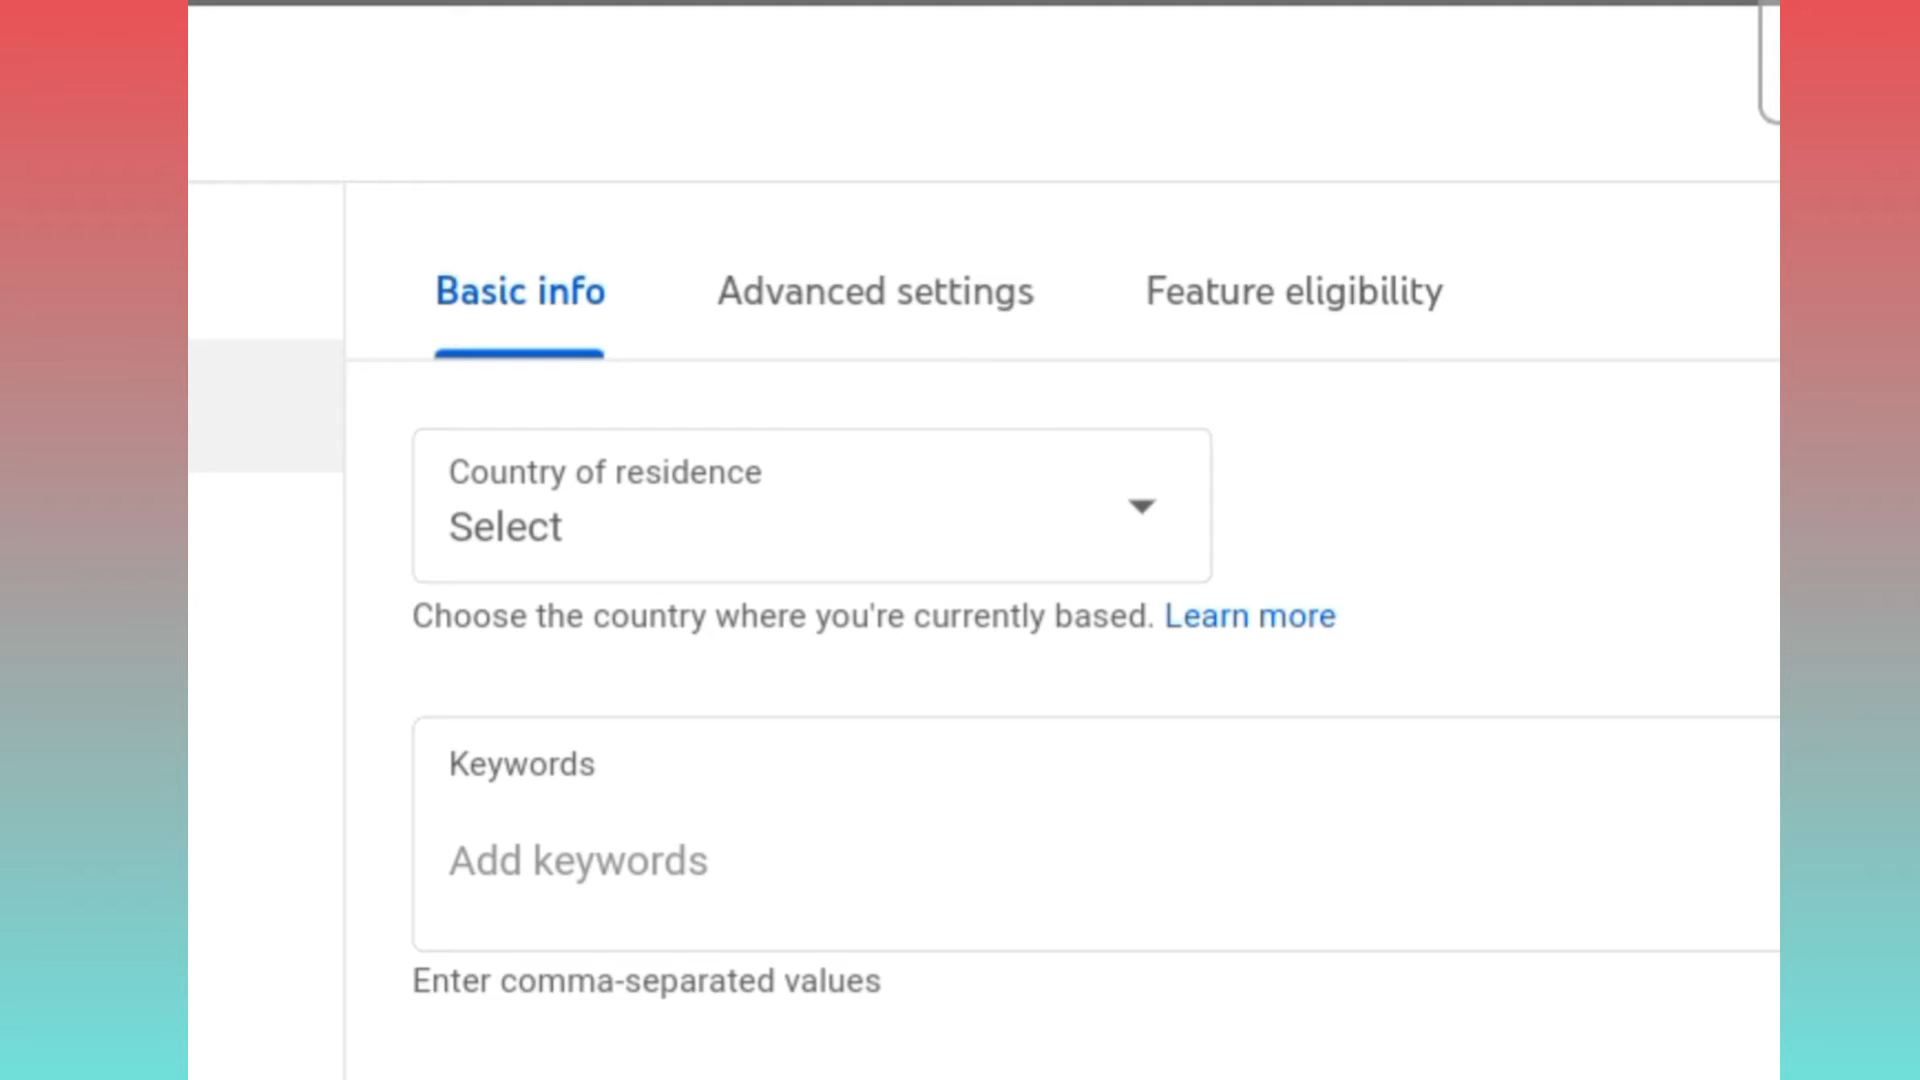 Basic info Advanced settings Feature eligibility
Country of residence
Select
Choose the country where you're currently based. Learn more
Keywords
Add keywords
Enter comma-separated values